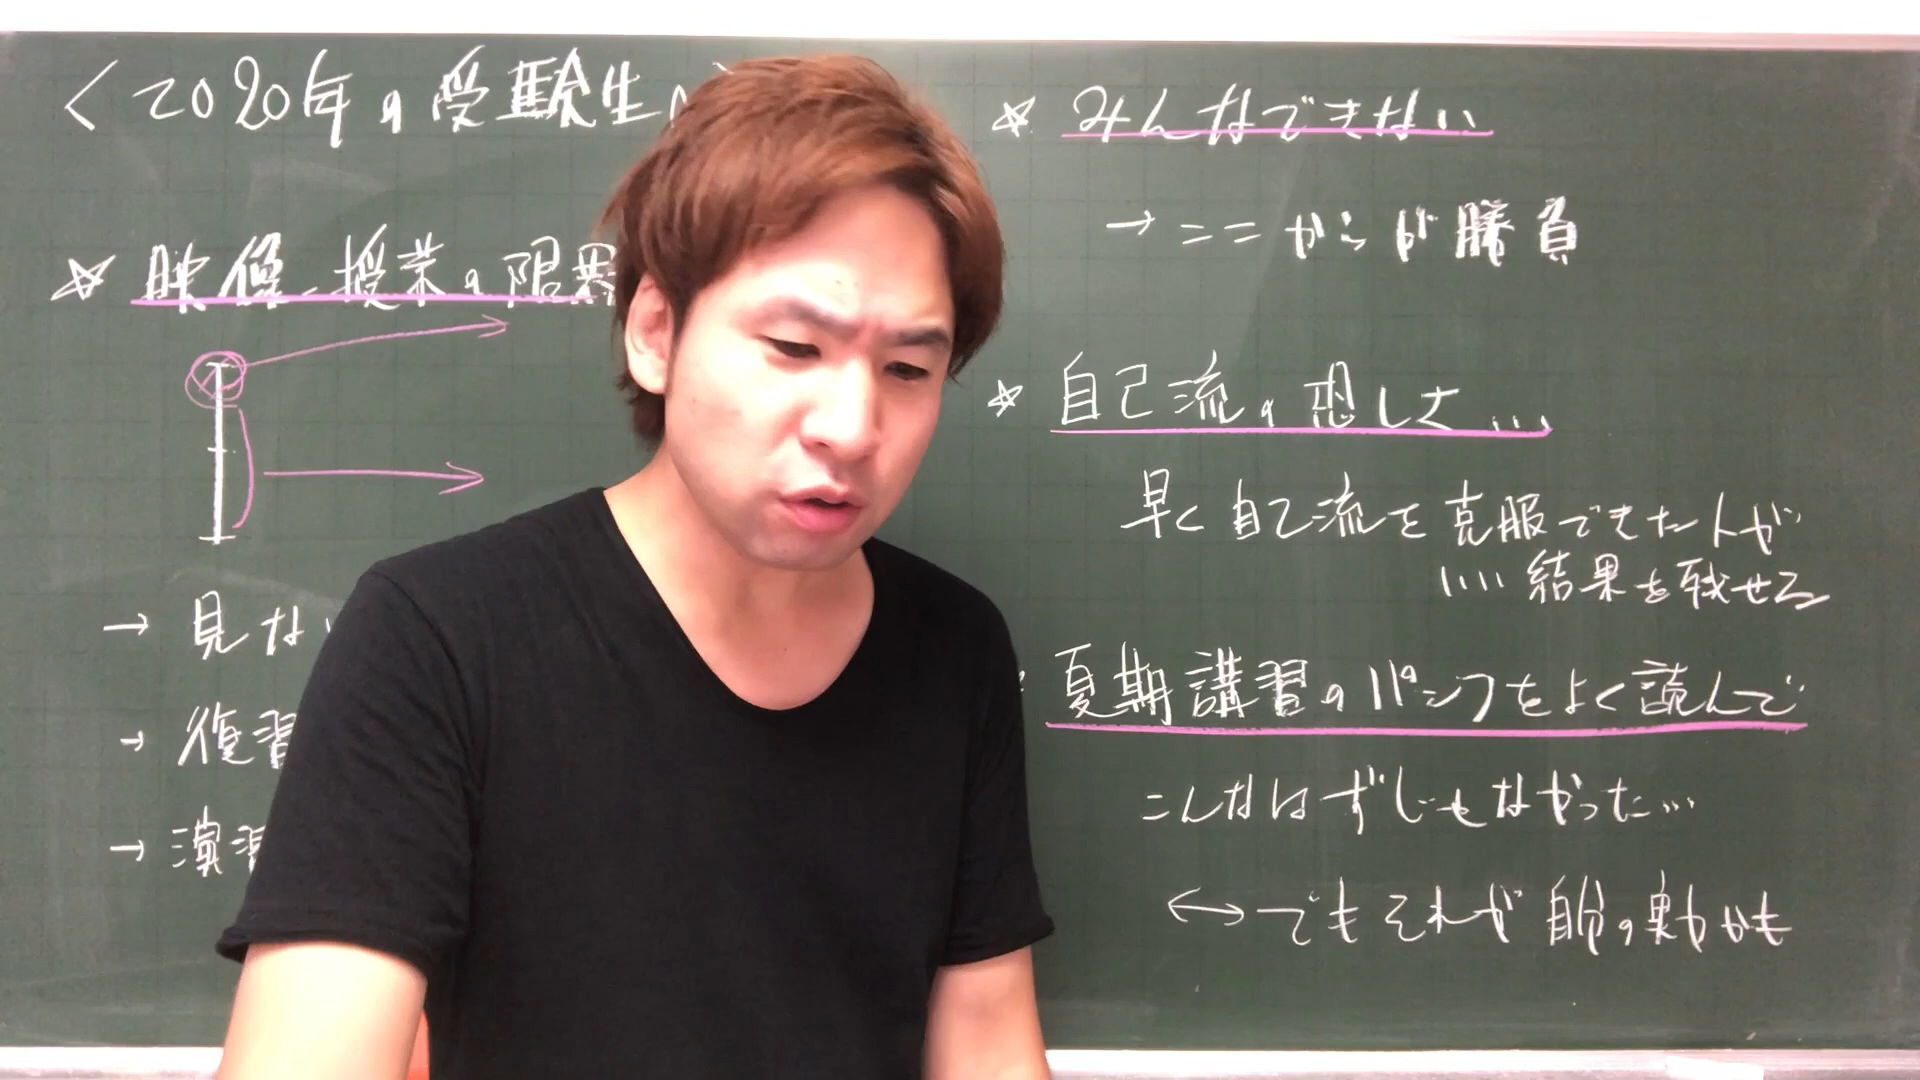 <2020年の受験生
☆ 映像授業の限界
→ 見な
→ 復習
→ 演習
☆ みんなできない
→ ここからが勝負
☆ 自己流の恐しさ...
早く自己流を克服できた人が
いい結果を残せる
夏期講習のパンフをよく読んで
こんなはずじゃなかった...
↔ でもそれが自分の実力かも